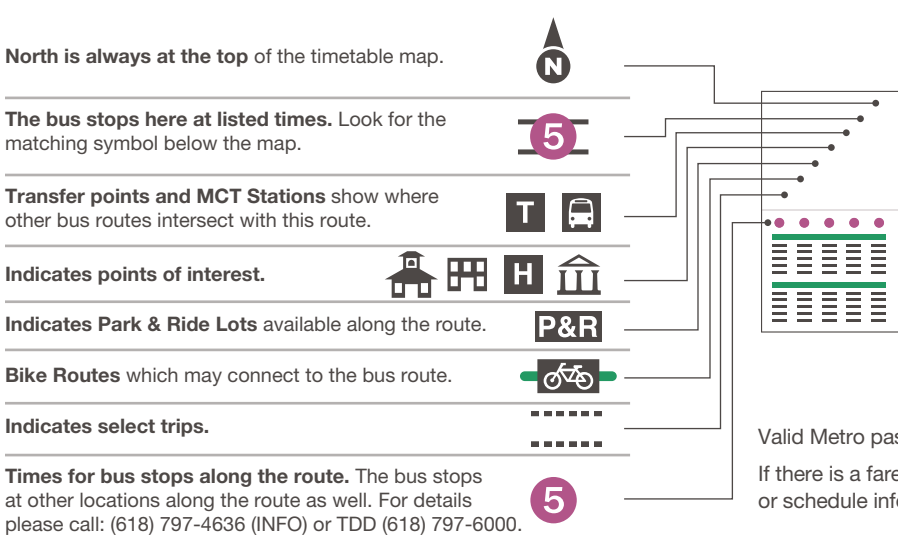 North is always at the top of the timetable map.
N
The bus stops here at listed times. Look for the
matching symbol below the map.
5
Transfer points and MCT Stations show where
other bus routes intersect with this route.
T
Indicates points of interest.
H
Indicates Park & Ride Lots available along the route.
P&R
Bike Routes which may connect to the bus route.
Indicates select trips.
Times for bus stops along the route. The bus stops
at other locations along the route as well. For details
please call: (618) 797-4636 (INFO) or TDD (618) 797-6000.
5
Valid Metro pas
If there is a fare
or schedule info